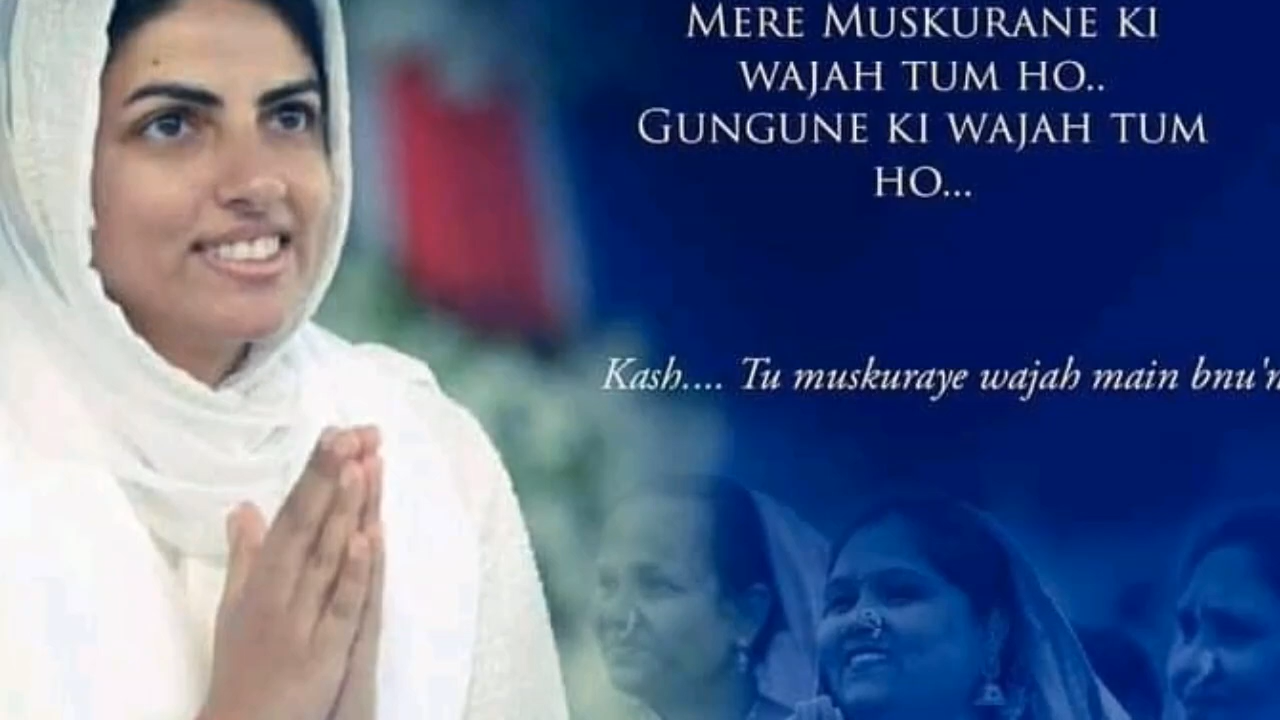 MERE MUSKURANE KI
WAJAH TUM HO..
GUNGUNE KI WAJAH TUM
HO...
Kash.... Tu muskuraye wajah main bnu'n